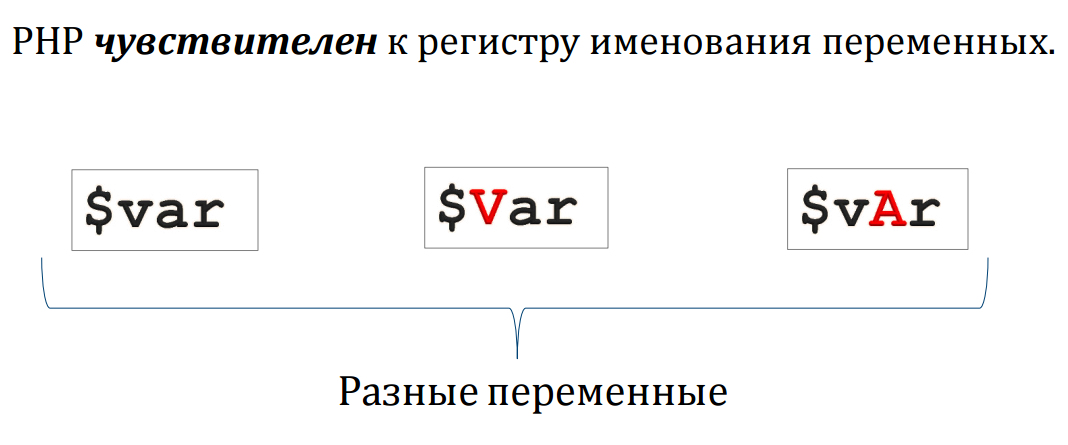 PHP чувствителен к регистру именования переменных.
$var
$Var
$vAr
Разные переменные